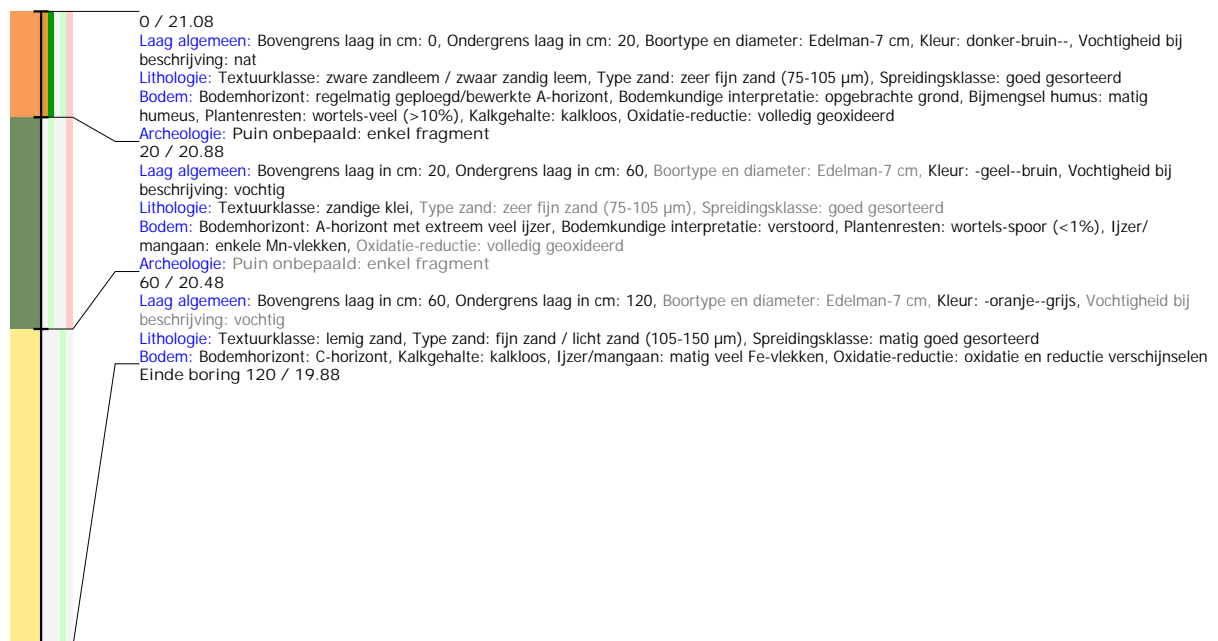 0 / 21.08
Laag algemeen: Bovengrens laag in cm: 0, Ondergrens laag in cm: 20, Boortype en diameter: Edelman-7 cm, Kleur: donker-bruin--, Vochtigheid bij
beschrijving: nat
Lithologie: Textuurklasse: zware zandleem / zwaar zandig leem, Type zand: zeer fijn zand (75-105 µm), Spreidingsklasse: goed gesorteerd
Bodem: Bodemhorizont: regelmatig geploegd/bewerkte A-horizont, Bodemkundige interpretatie: opgebrachte grond, Bijmengsel humus: matig
humeus, Plantenresten: wortels-veel (>10%), Kalkgehalte: kalkloos, Oxidatie-reductie: volledig geoxideerd
Archeologie: Puin onbepaald: enkel fragment
20 / 20.88
Laag algemeen: Bovengrens laag in cm: 20, Ondergrens laag in cm: 60, Boortype en diameter: Edelman-7 cm, Kleur: -geel--bruin, Vochtigheid bij
beschrijving: vochtig
Lithologie: Textuurklasse: zandige klei, Type zand: zeer fijn zand (75-105 µm), Spreidingsklasse: goed gesorteerd
Bodem: Bodemhorizont: A-horizont met extreem veel ijzer, Bodemkundige interpretatie: verstoord, Plantenresten: wortels-spoor (<1%), Ijzer/
mangaan: enkele Mn-vlekken, Oxidatie-reductie: volledig geoxideerd
Archeologie: Puin onbepaald: enkel fragment
60 / 20.48
Laag algemeen: Bovengrens laag in cm: 60, Ondergrens laag in cm: 120, Boortype en diameter: Edelman-7 cm, Kleur: -oranje--grijs, Vochtigheid bij
beschrijving: vochtig
Lithologie: Textuurklasse: lemig zand, Type zand: fijn zand / licht zand (105-150 µm), Spreidingsklasse: matig goed gesorteerd
Bodem: Bodemhorizont: C-horizont, Kalkgehalte: kalkloos, Ijzer/mangaan: matig veel Fe-vlekken, Oxidatie-reductie: oxidatie en reductie verschijnselen
Einde boring 120 / 19.88